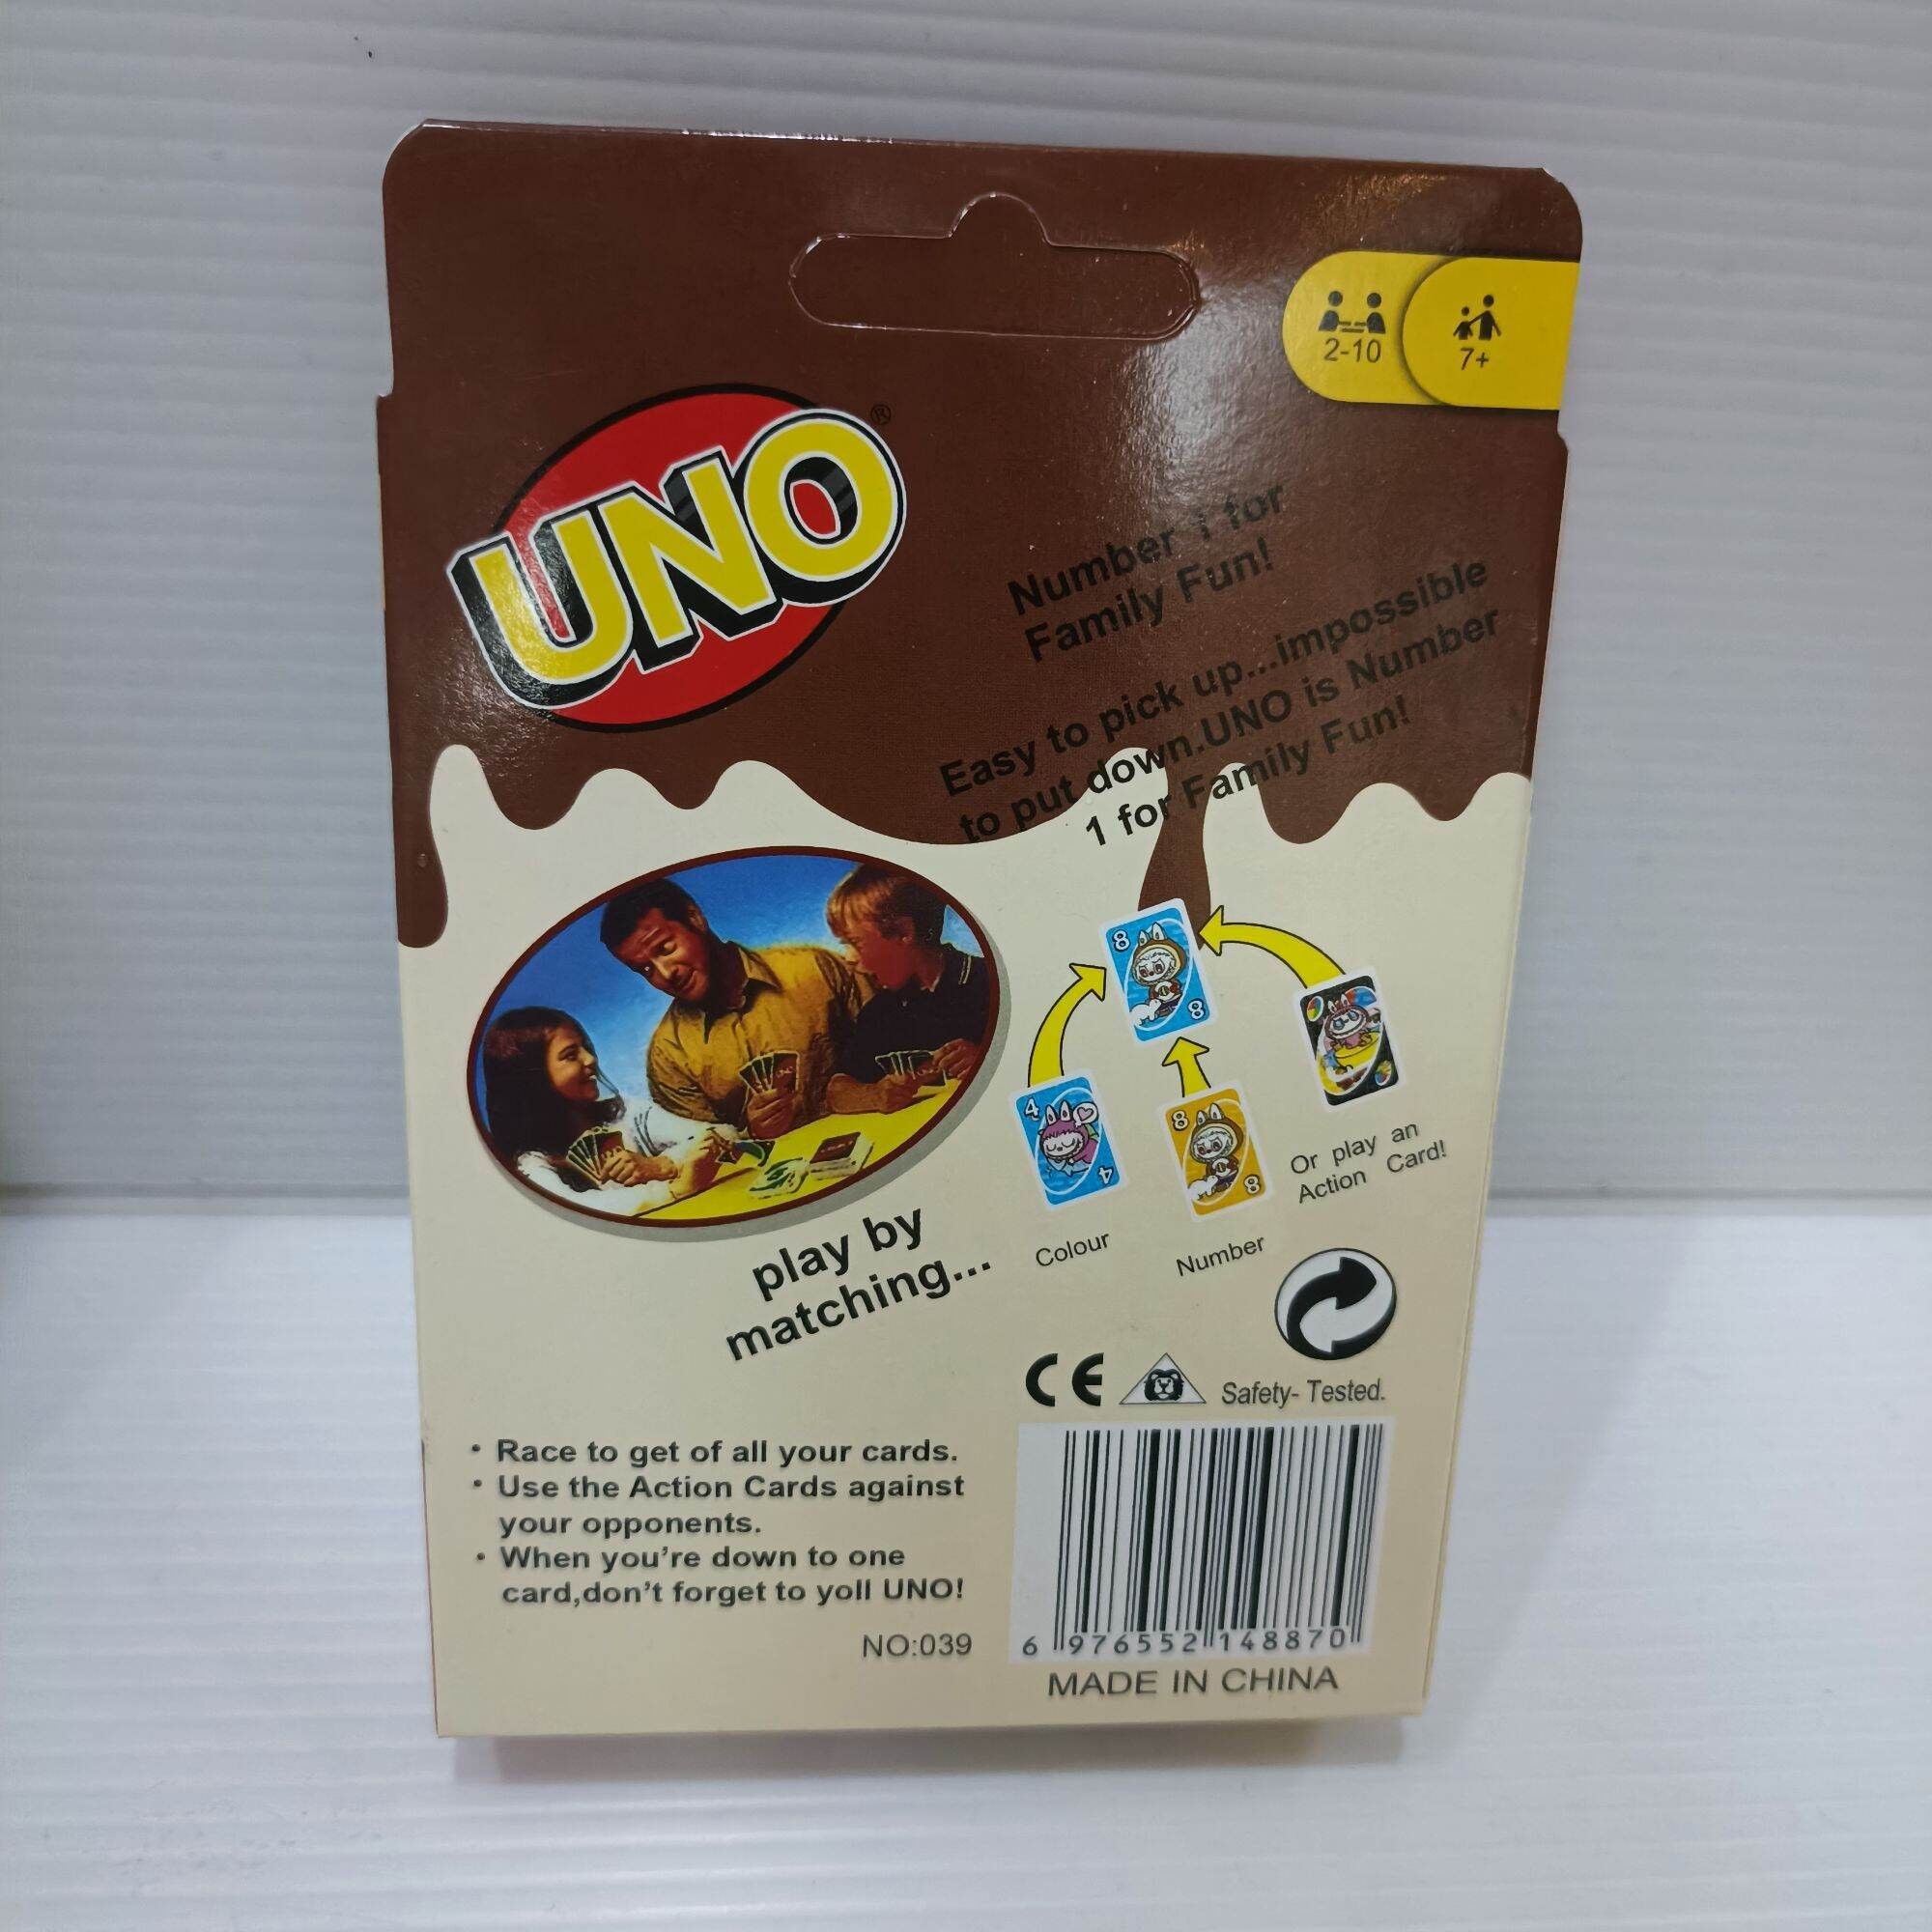 2-10
7+
UNO
®
Number 1 for
Family Fun!
Easy to pick up...impossible
to put down.UNO is Number
1 for Family Fun!
8
8
4
4
8
8
Or play an
Action Card!
Colour
Number
play by
matching...
CE
Safety- Tested.
• Race to get of all your cards.
• Use the Action Cards against
your opponents.
• When you're down to one
card,don't forget to yoll UNO!
NO:039
6 976552 148870
MADE IN CHINA